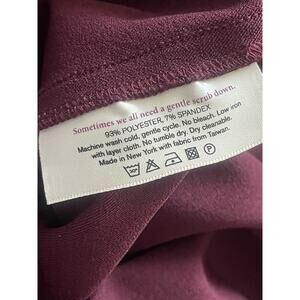 Sometimes we all need a gentle scrub down.
93% POLYESTER, 7% SPANDEX
Machine wash cold, gentle cycle. No bleach. Low iron
with layer cloth. No tumble dry. Dry cleanable.
Made in New York with fabric from Taiwan.